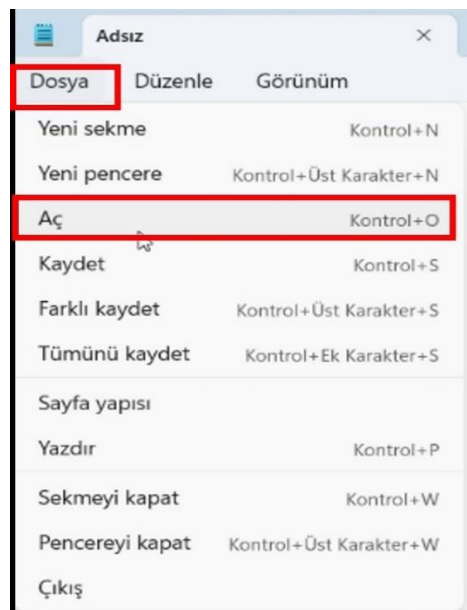 Adsız
Dosya Düzenle Görünüm
Yeni sekme Kontrol+N
Yeni pencere Kontrol+Üst Karakter+N
Aç Kontrol+O
Kaydet Kontrol+S
Farklı kaydet Kontrol+Üst Karakter+S
Tümünü kaydet Kontrol+Ek Karakter+S
Sayfa yapısı
Yazdır Kontrol+P
Sekmeyi kapat Kontrol+W
Pencereyi kapat Kontrol+Üst Karakter+W
Çıkış